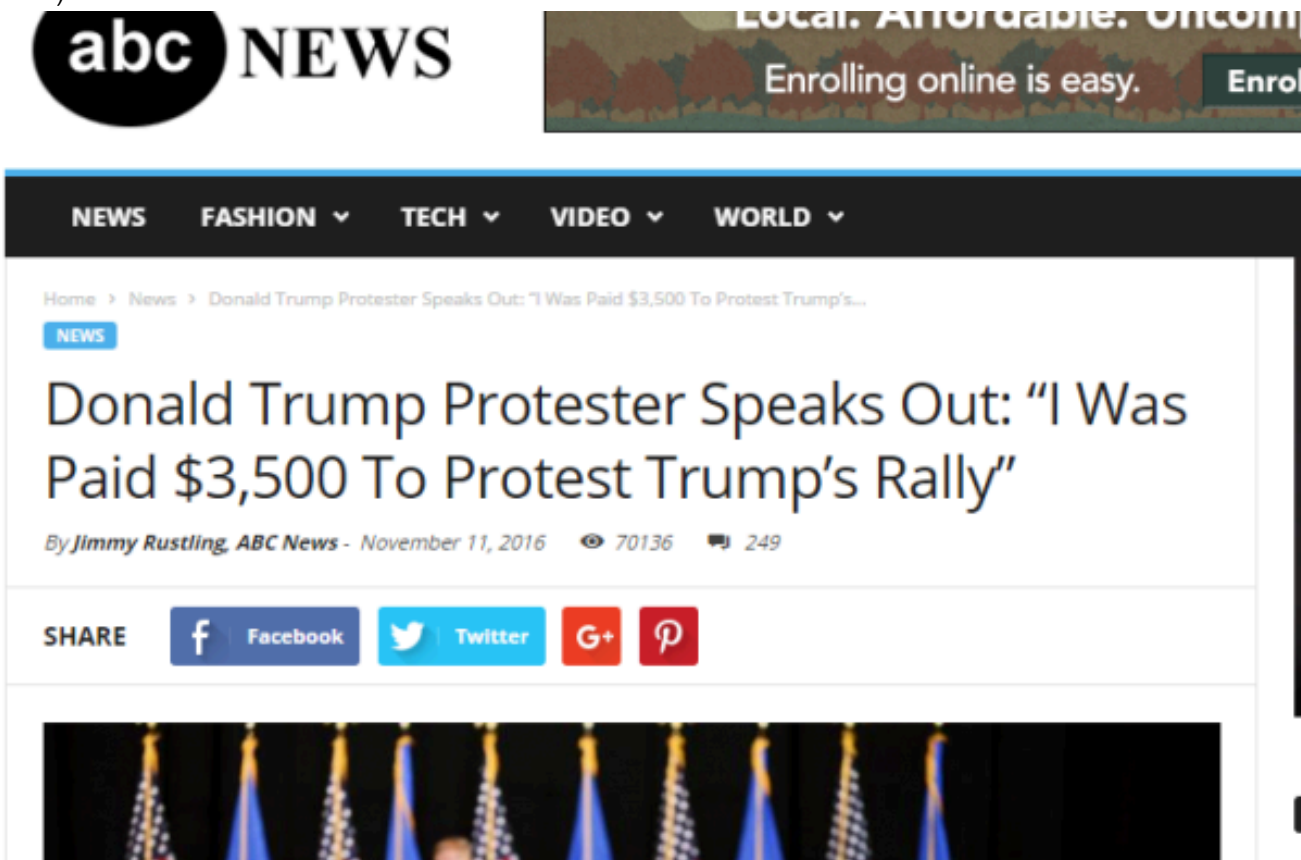 abc NEWS
Local. Affordable.
Enrolling online is easy.
NEWS FASHION TECH VIDEO WORLD
Home > News > Donald Trump Protester Speaks Out: "I Was Paid $3,500 To Protest Trump's...
NEWS
Donald Trump Protester Speaks Out: “I Was
Paid $3,500 To Protest Trump’s Rally”
By Jimmy Rustling, ABC News - November 11, 2016 70136 249
SHARE f Facebook Twitter G+